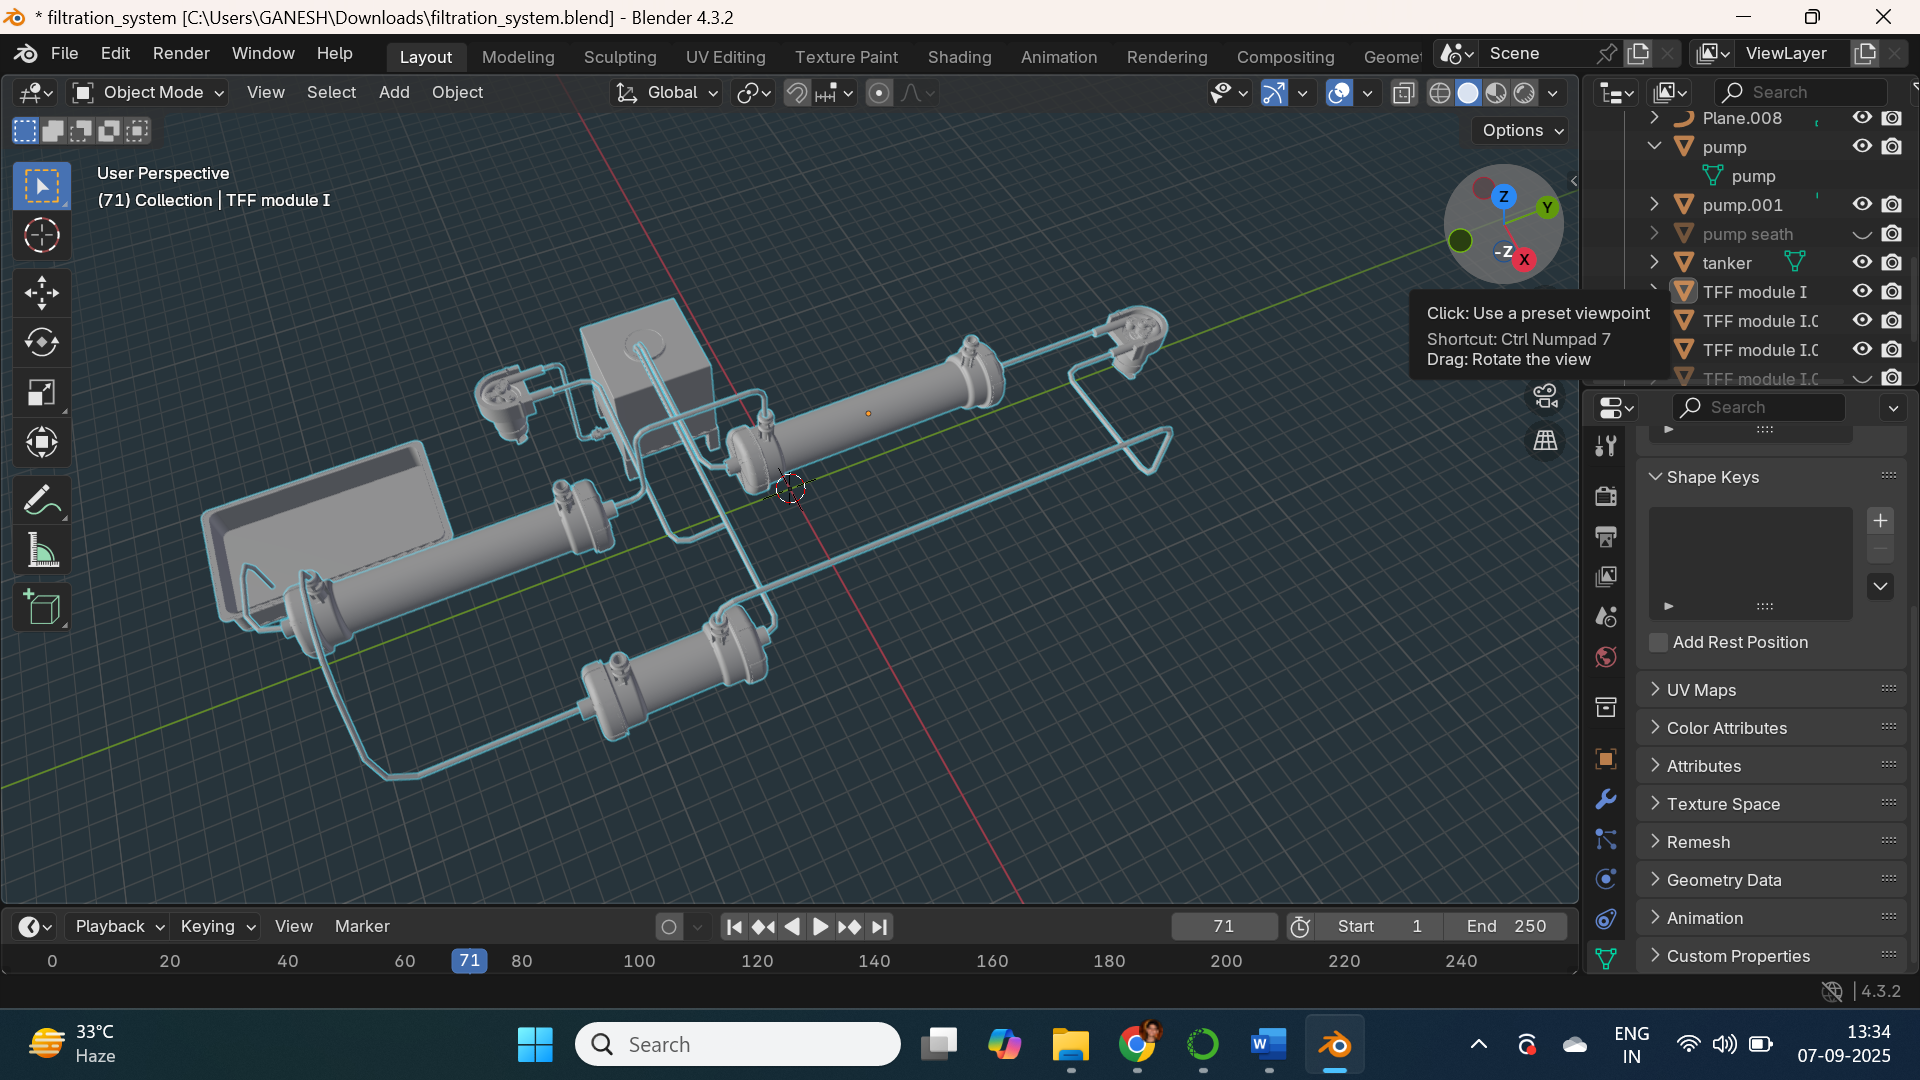 * filtration_system [C:\Users\GANESH\Downloads\filtration_system.blend] - Blender 4.3.2
File Edit Render Window Help
Layout Modeling Sculpting UV Editing Texture Paint Shading Animation Rendering Compositing Geomet
Scene
ViewLayer
Object Mode View Select Add Object
Global
Search
Options
User Perspective
(71) Collection | TFF module I
Z
Y
-Z
X
Plane.008
pump
pump
pump.001
pump seath
tanker
TFF module I
TFF module I.0
TFF module I.0
TFF module I.0
Click: Use a preset viewpoint
Shortcut: Ctrl Numpad 7
Drag: Rotate the view
Search
Shape Keys
Add Rest Position
UV Maps
Color Attributes
Attributes
Texture Space
Remesh
Geometry Data
Animation
Custom Properties
Playback Keying View Marker
71
Start 1
End 250
0 20 40 60 71 80 100 120 140 160 180 200 220 240
4.3.2
33°C
Haze
Search
W
ENG
IN
13:34
07-09-2025